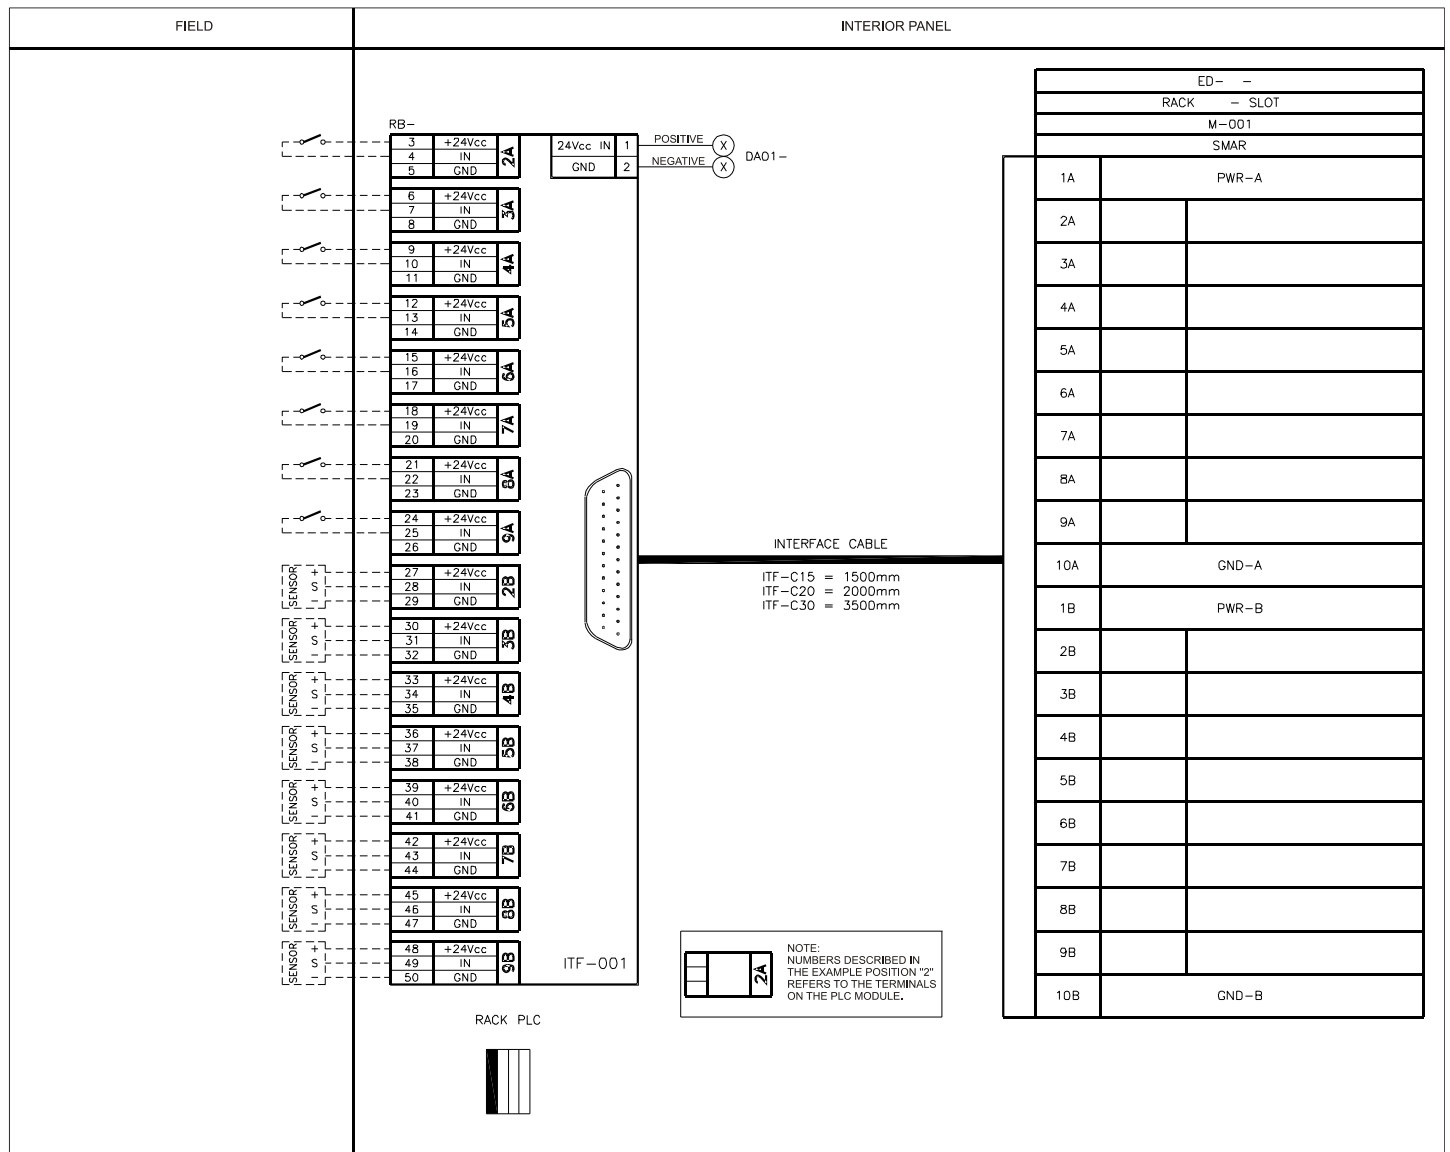 FIELD
INTERIOR PANEL
ED-   -
RACK   - SLOT
M-001
SMAR
RB-
3 +24Vcc
4 IN
5 GND
2A
24Vcc IN 1
GND 2
POSITIVE X
NEGATIVE X
DA01-
6 +24Vcc
7 IN
8 GND
3A
9 +24Vcc
10 IN
11 GND
4A
12 +24Vcc
13 IN
14 GND
5A
15 +24Vcc
16 IN
17 GND
6A
18 +24Vcc
19 IN
20 GND
7A
21 +24Vcc
22 IN
23 GND
8A
24 +24Vcc
25 IN
26 GND
9A
SENSOR + S -
27 +24Vcc
28 IN
29 GND
2B
SENSOR + S -
30 +24Vcc
31 IN
32 GND
3B
SENSOR + S -
33 +24Vcc
34 IN
35 GND
4B
SENSOR + S -
36 +24Vcc
37 IN
38 GND
5B
SENSOR + S -
39 +24Vcc
40 IN
41 GND
6B
SENSOR + S -
42 +24Vcc
43 IN
44 GND
7B
SENSOR + S -
45 +24Vcc
46 IN
47 GND
8B
SENSOR + S -
48 +24Vcc
49 IN
50 GND
9B
ITF-001
RACK PLC
INTERFACE CABLE
ITF-C15 = 1500mm
ITF-C20 = 2000mm
ITF-C30 = 3500mm
2A
NOTE:
NUMBERS DESCRIBED IN
THE EXAMPLE POSITION "2"
REFERS TO THE TERMINALS
ON THE PLC MODULE.
1A PWR-A
2A
3A
4A
5A
6A
7A
8A
9A
10A GND-A
1B PWR-B
2B
3B
4B
5B
6B
7B
8B
9B
10B GND-B